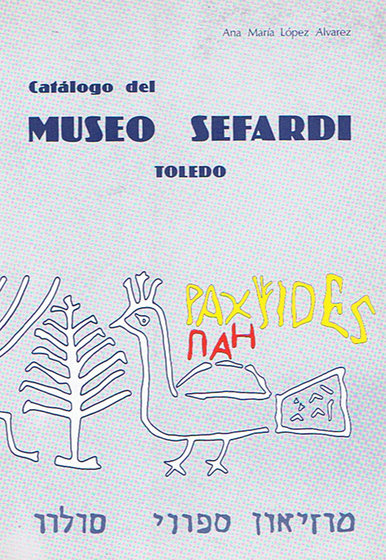 Ana María López Alvarez
Catálogo del
MUSEO SEFARDI
TOLEDO
PAX FIDES
ПАН
מוזיאון ספרדי טולדו